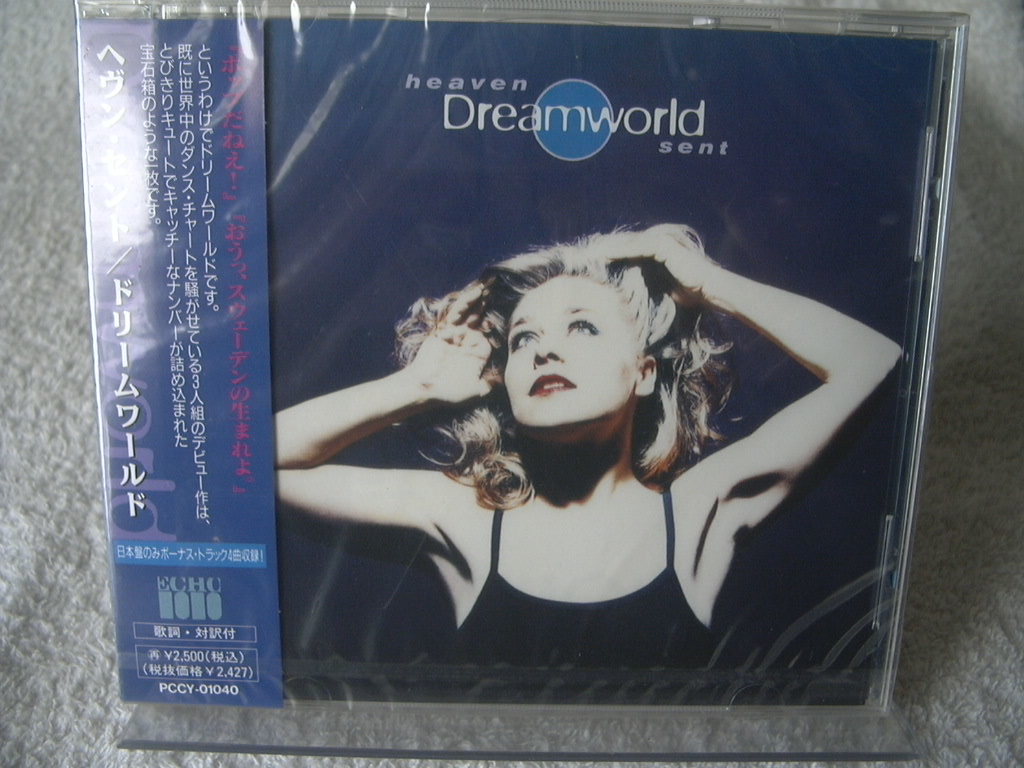 heaven
Dreamworld
sent
ヘヴン・セント／ドリームワールド
だねぇ!』『おうっ、スウェーデンの生まれよ。』
というわけでドリームワールドです。
既に世界中のダンス・チャートを騒がせている3人組のデビュー作は、
とびきりキュートでキャッチーなナンバーが詰め込まれた
宝石箱のような一枚です。
日本盤のみボーナス・トラック4曲収録!
ECHO
歌詞・対訳付
再 ¥2,500(税込)
(税抜価格¥2,427)
PCCY-01040